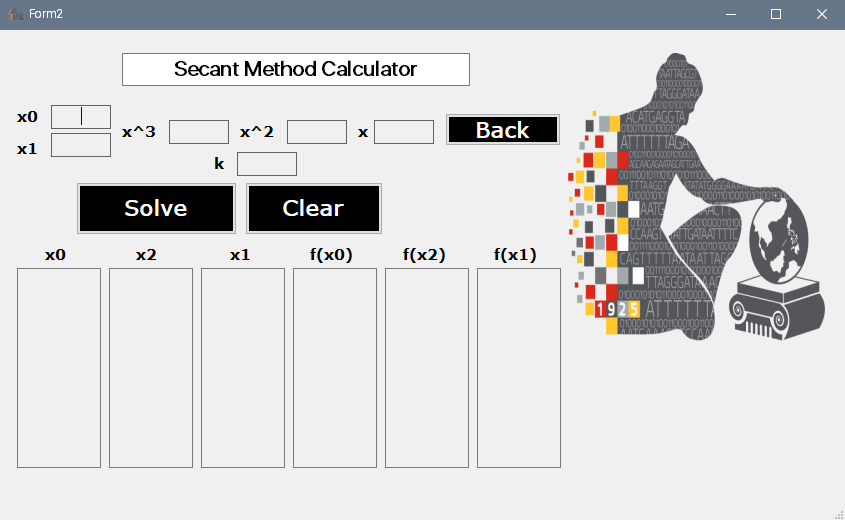 Form2
Secant Method Calculator
x0
x1
x^3
x^2
x
k
Back
Solve
Clear
x0
x2
x1
f(x0)
f(x2)
f(x1)
1925